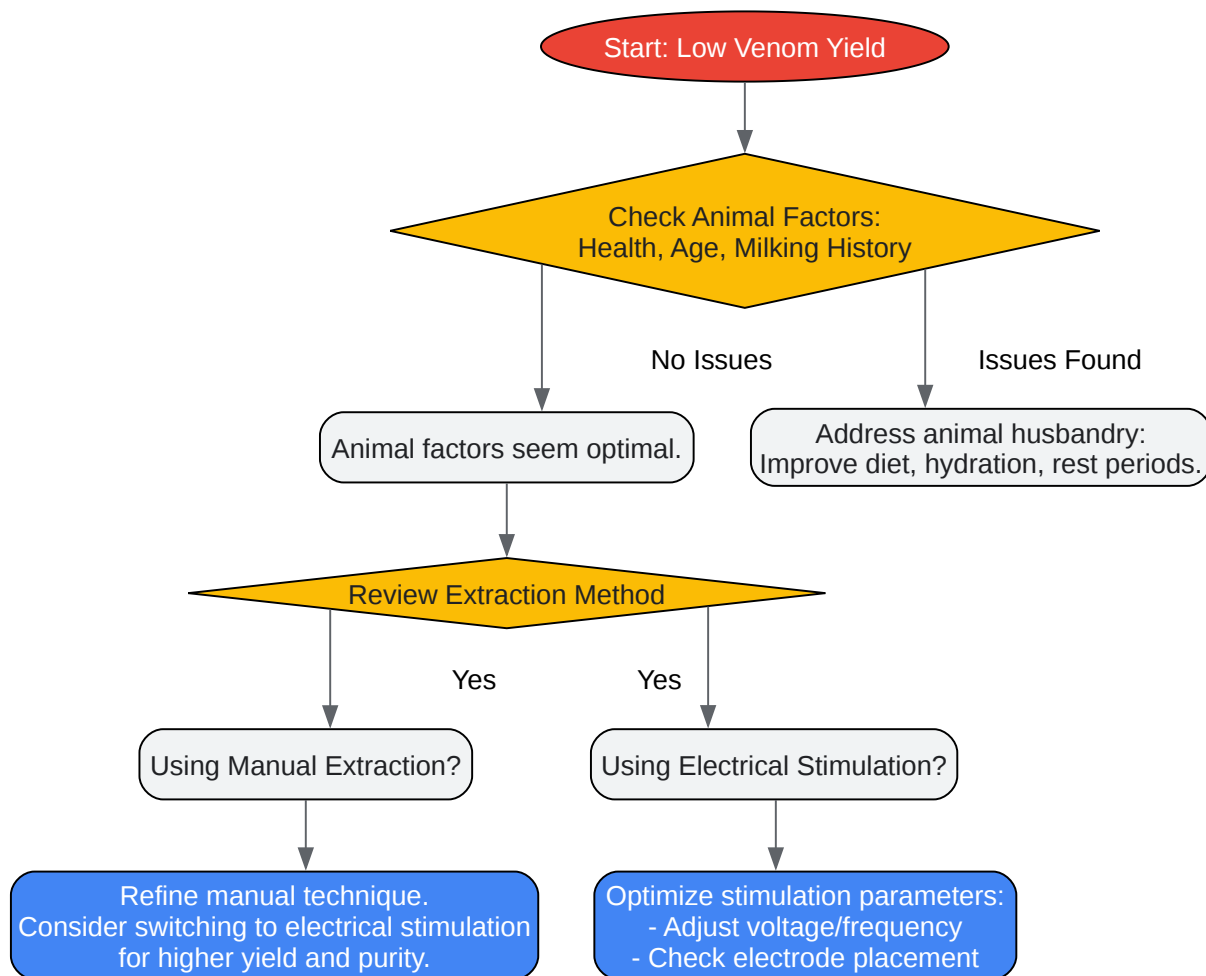 Start: Low Venom Yield
Check Animal Factors:
Health, Age, Milking History
No Issues
Issues Found
Animal factors seem optimal.
Address animal husbandry:
Improve diet, hydration, rest periods.
Review Extraction Method
Yes
Yes
Using Manual Extraction?
Using Electrical Stimulation?
Refine manual technique.
Consider switching to electrical stimulation
for higher yield and purity.
Optimize stimulation parameters:
- Adjust voltage/frequency
- Check electrode placement